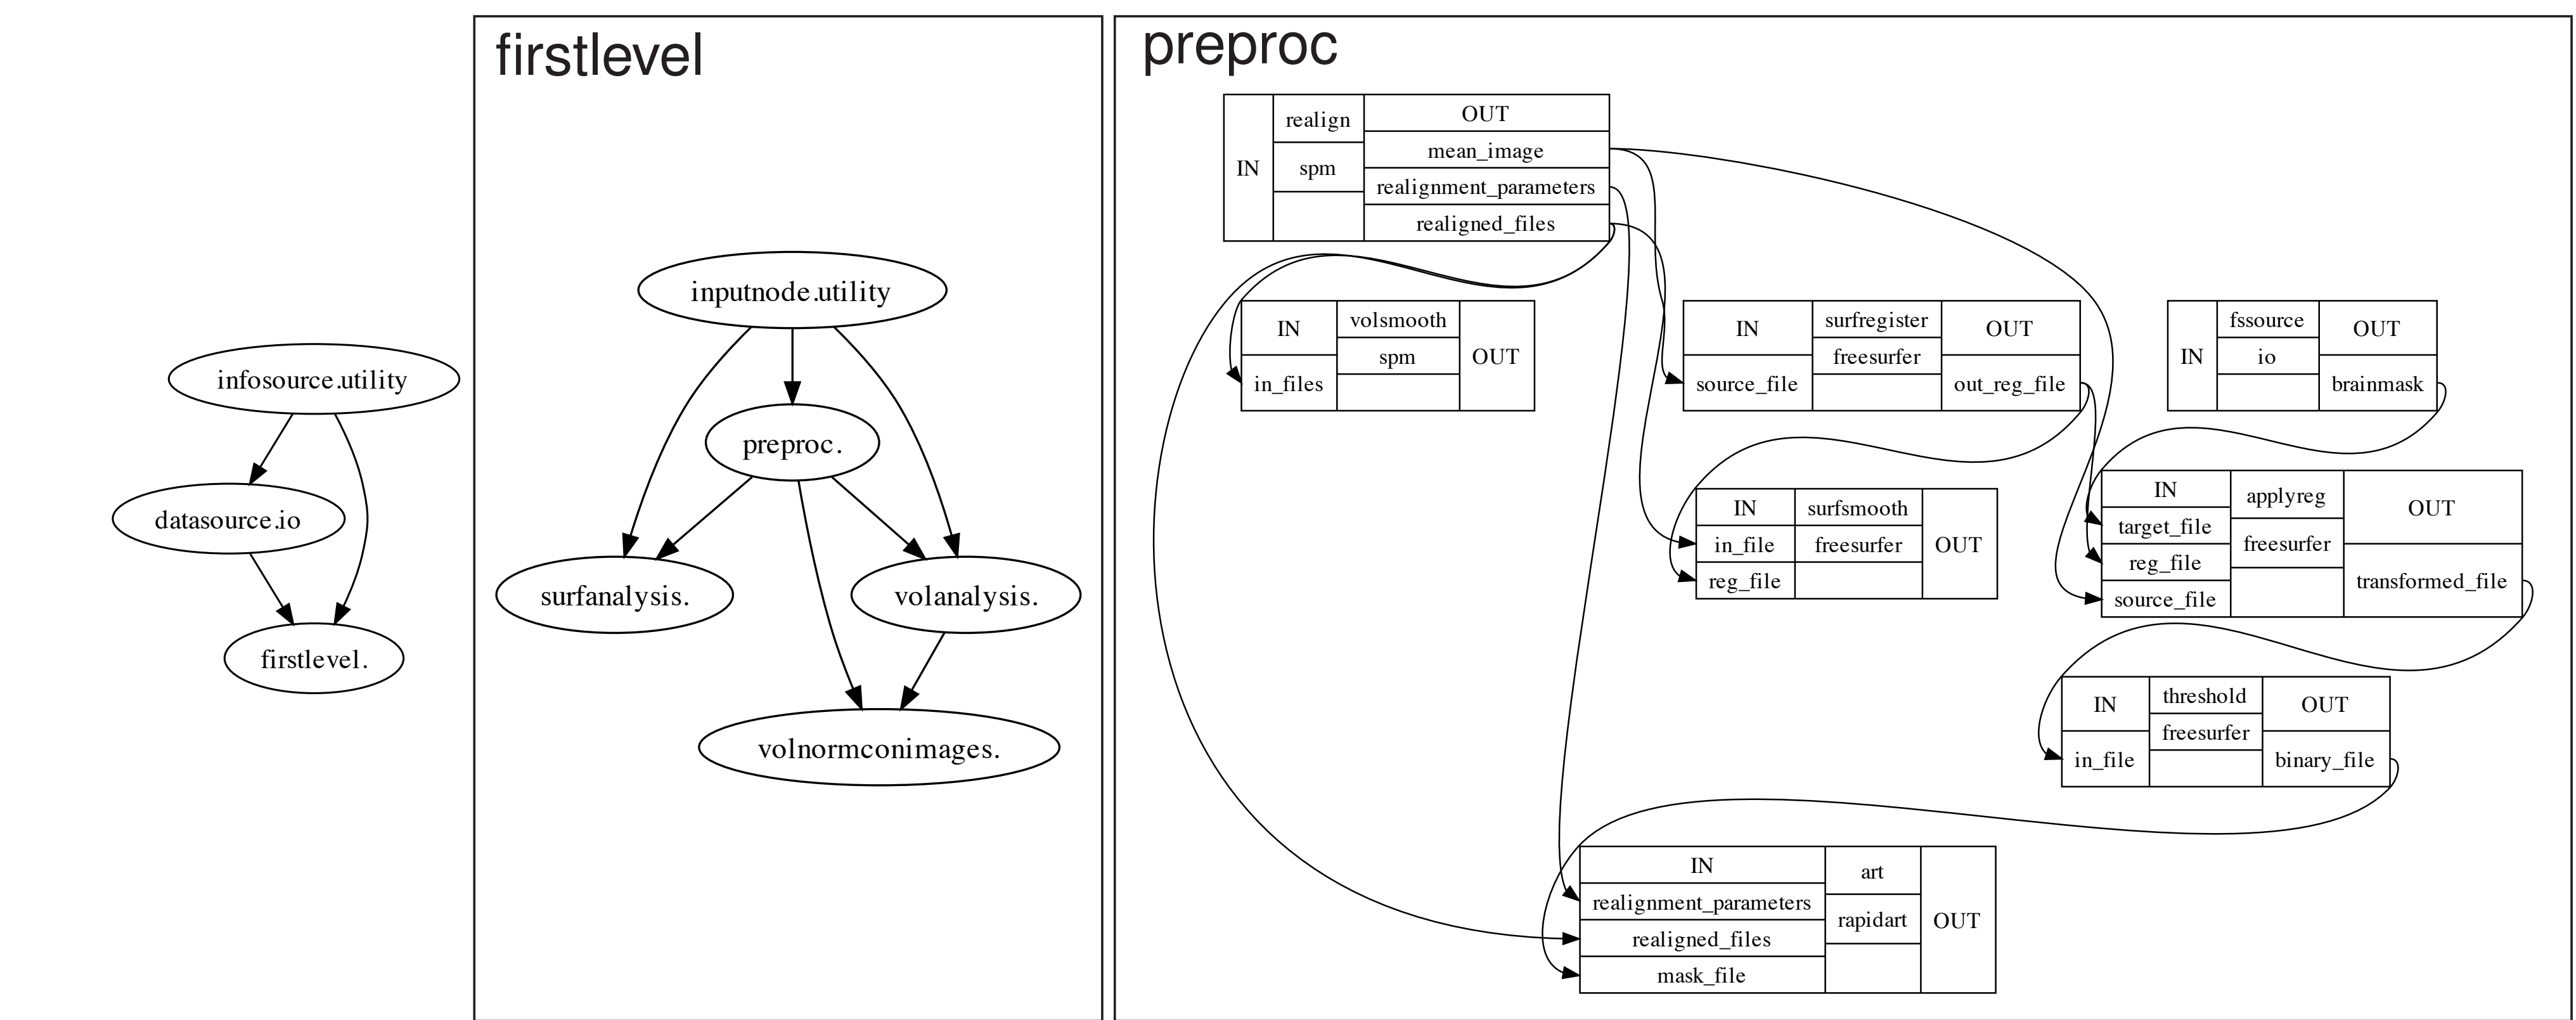 infosource.utility
datasource.io
firstlevel.
firstlevel
inputnode.utility
preproc.
surfanalysis.
volanalysis.
volnormconimages.
preproc
IN
realign
spm
OUT
mean_image
realignment_parameters
realigned_files
IN
in_files
volsmooth
spm
OUT
IN
source_file
surfregister
freesurfer
OUT
out_reg_file
IN
fssource
io
OUT
brainmask
IN
in_file
reg_file
surfsmooth
freesurfer
OUT
IN
target_file
reg_file
source_file
applyreg
freesurfer
OUT
transformed_file
IN
in_file
threshold
freesurfer
OUT
binary_file
IN
realignment_parameters
realigned_files
mask_file
art
rapidart
OUT